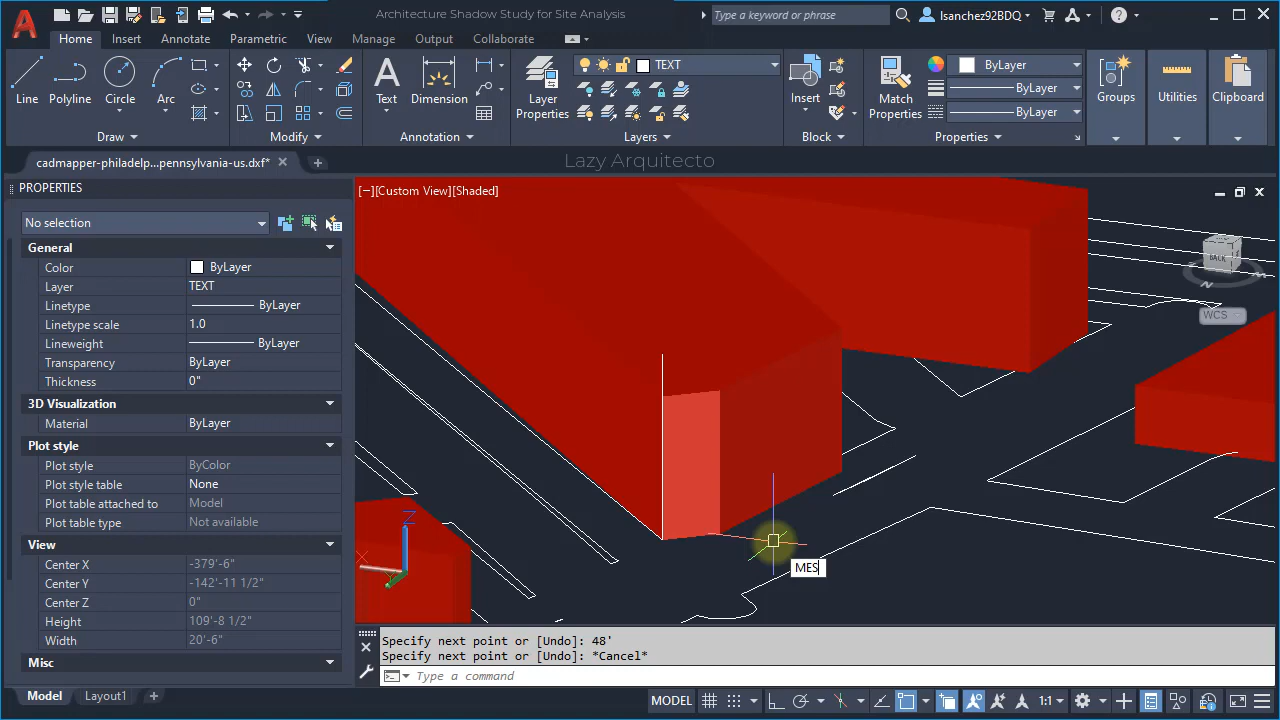 Architecture Shadow Study for Site Analysis
Type a keyword or phrase
lsanchez92BDQ
Home Insert Annotate Parametric View Manage Output Collaborate
TEXT
ByLayer
ByLayer
ByLayer
Line Polyline Circle Arc
Text Dimension
Layer Properties
Insert
Match Properties
Groups Utilities Clipboard
Draw Modify Annotation Layers Block Properties
cadmapper-philadelp...pennsylvania-us.dxf*
Lazy Arquitecto
PROPERTIES
No selection
General
Color ByLayer
Layer TEXT
Linetype ByLayer
Linetype scale 1.0
Lineweight ByLayer
Transparency ByLayer
Thickness 0"
3D Visualization
Material ByLayer
Plot style
Plot style ByColor
Plot style table None
Plot table attached to Model
Plot table type Not available
View
Center X -379'-6"
Center Y -142'-11 1/2"
Center Z 0"
Height 109'-8 1/2"
Width 20'-6"
Misc
[−][Custom View][Shaded]
BACK
N
WCS
Z
X
Y
MES
Specify next point or [Undo]: 48'
Specify next point or [Undo]: *Cancel*
Type a command
Model Layout1
MODEL
1:1